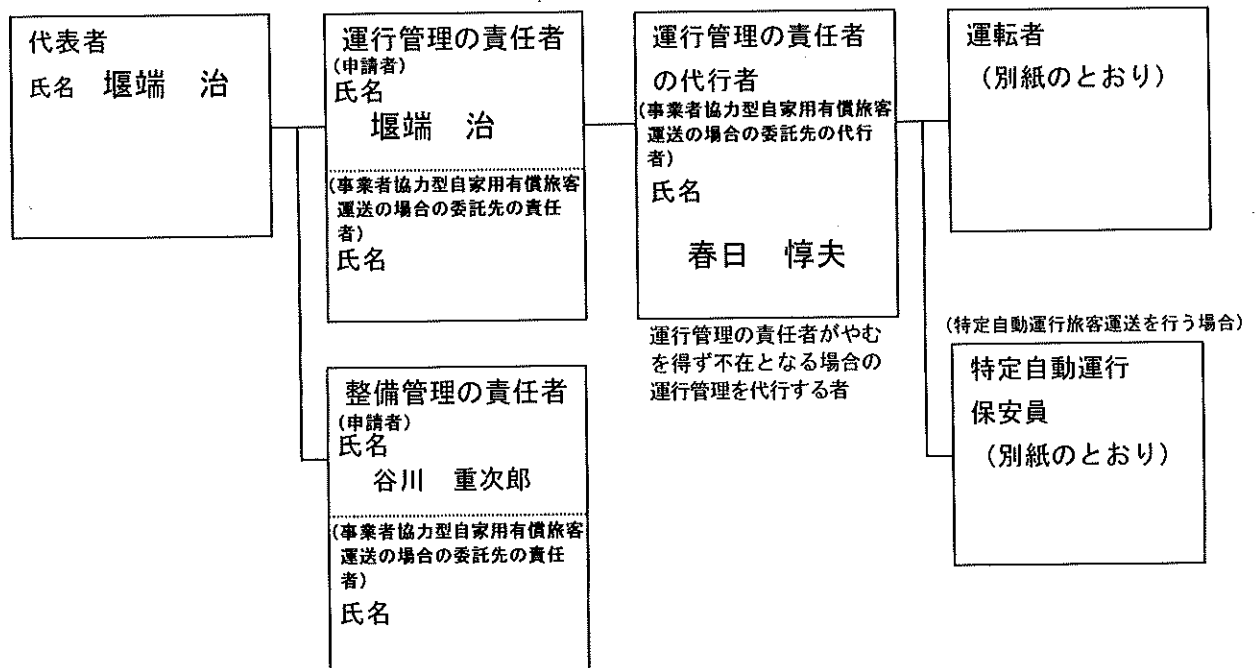 代表者
氏名 堰端 治
運行管理の責任者
(申請者)
氏名
堰端 治
(事業者協力型自家用有償旅客
運送の場合の委託先の責任
者)
氏名
運行管理の責任者
の代行者
(事業者協力型自家用有償旅客
運送の場合の委託先の代行
者)
氏名
春日 惇夫
運行管理の責任者がやむ
を得ず不在となる場合の
運行管理を代行する者
運転者
(別紙のとおり)
(特定自動運行旅客運送を行う場合)
特定自動運行
保安員
(別紙のとおり)
整備管理の責任者
(申請者)
氏名
谷川 重次郎
(事業者協力型自家用有償旅客
運送の場合の委託先の責任
者)
氏名